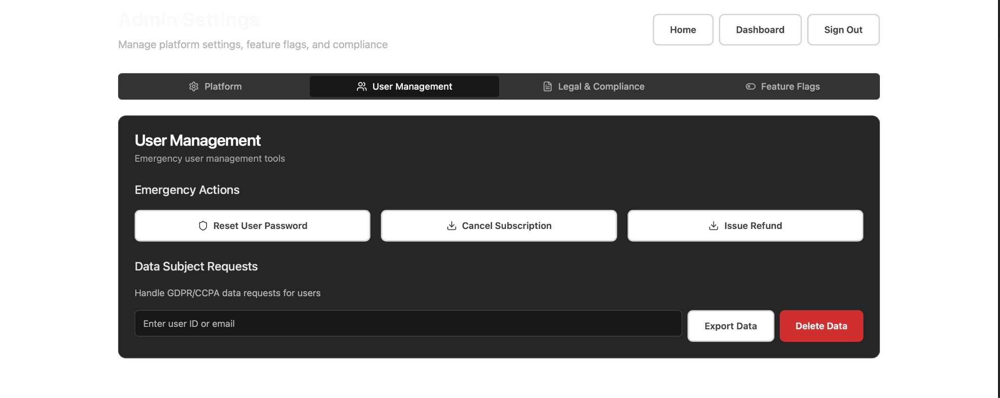 Admin Settings
Manage platform settings, feature flags, and compliance
Home
Dashboard
Sign Out
Platform
User Management
Legal & Compliance
Feature Flags
User Management
Emergency user management tools
Emergency Actions
Reset User Password
Cancel Subscription
Issue Refund
Data Subject Requests
Handle GDPR/CCPA data requests for users
Enter user ID or email
Export Data
Delete Data